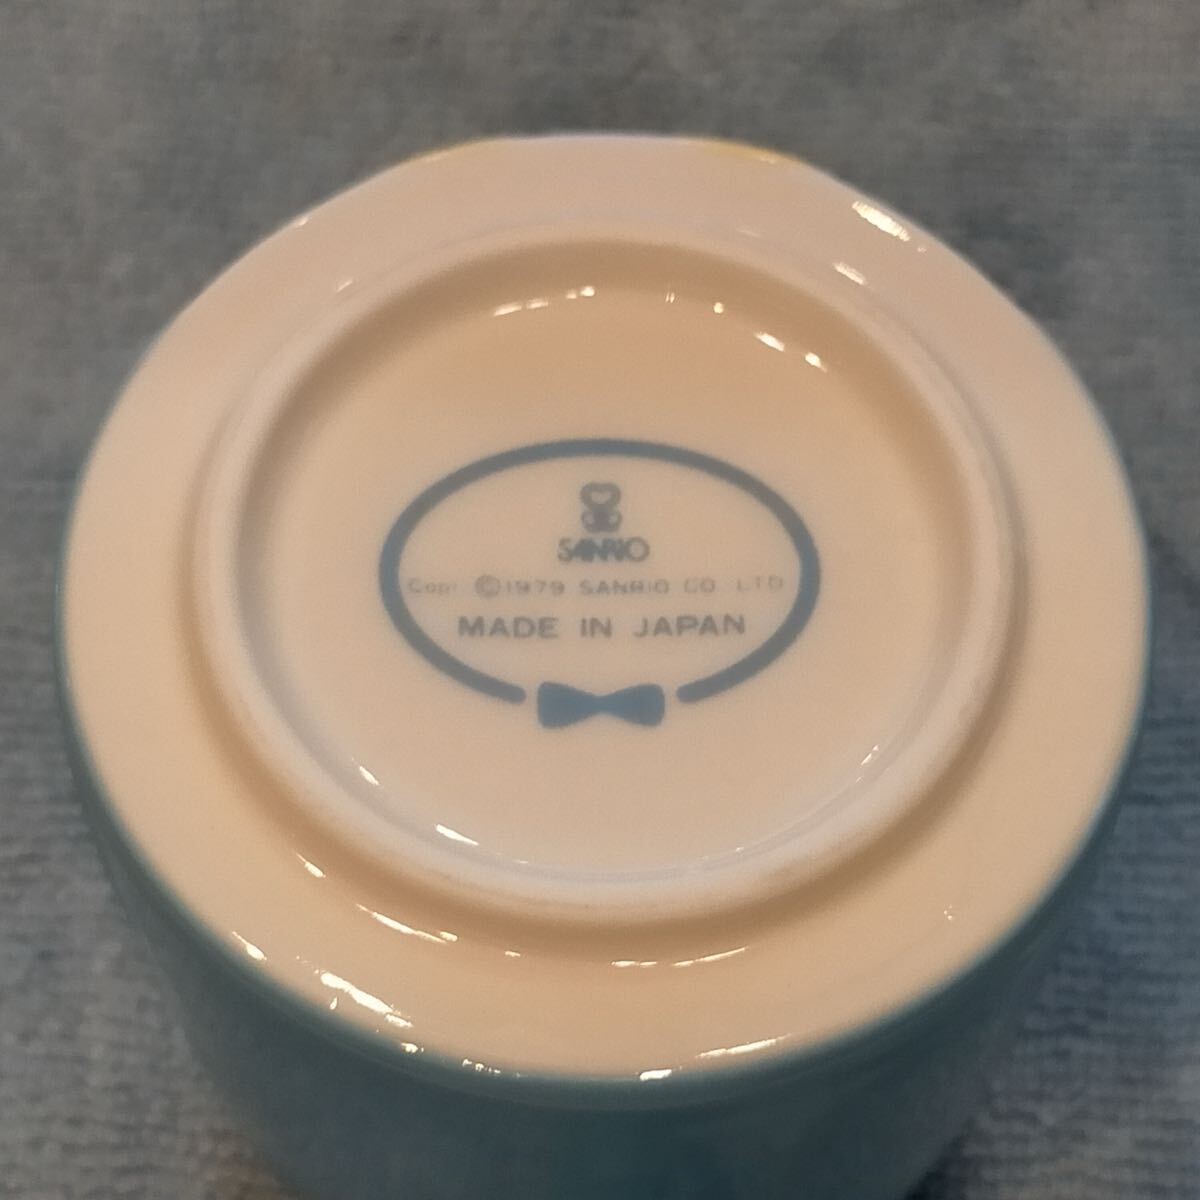 SANRIO
Copr. ©1979 SANRIO CO. LTD.
MADE IN JAPAN